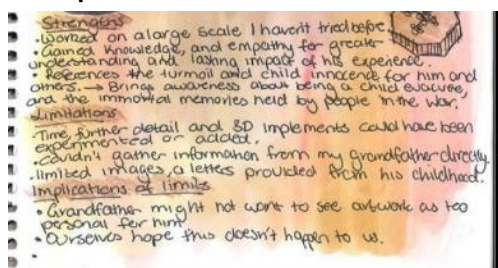 Strengths
• Worked on a large scale I havent tried before.
• Gained knowledge, and empathy for greater
understanding and lasting impact of his experience.
• References the turmoil and child innocence for him and
others. → Brings awareness about being a child evacuee,
and the immortal memories held by people in the war.
Limitations
Time, further detail and 3D implements could have been
experimented or added.
• Couldn't gather information from my grandfather directly.
• limited images, a letters provided from his childhood.
Implications of limits
• Grandfather might not want to see artwork as too
personal for him
• Ourselves hope this doesn't happen to us.
•